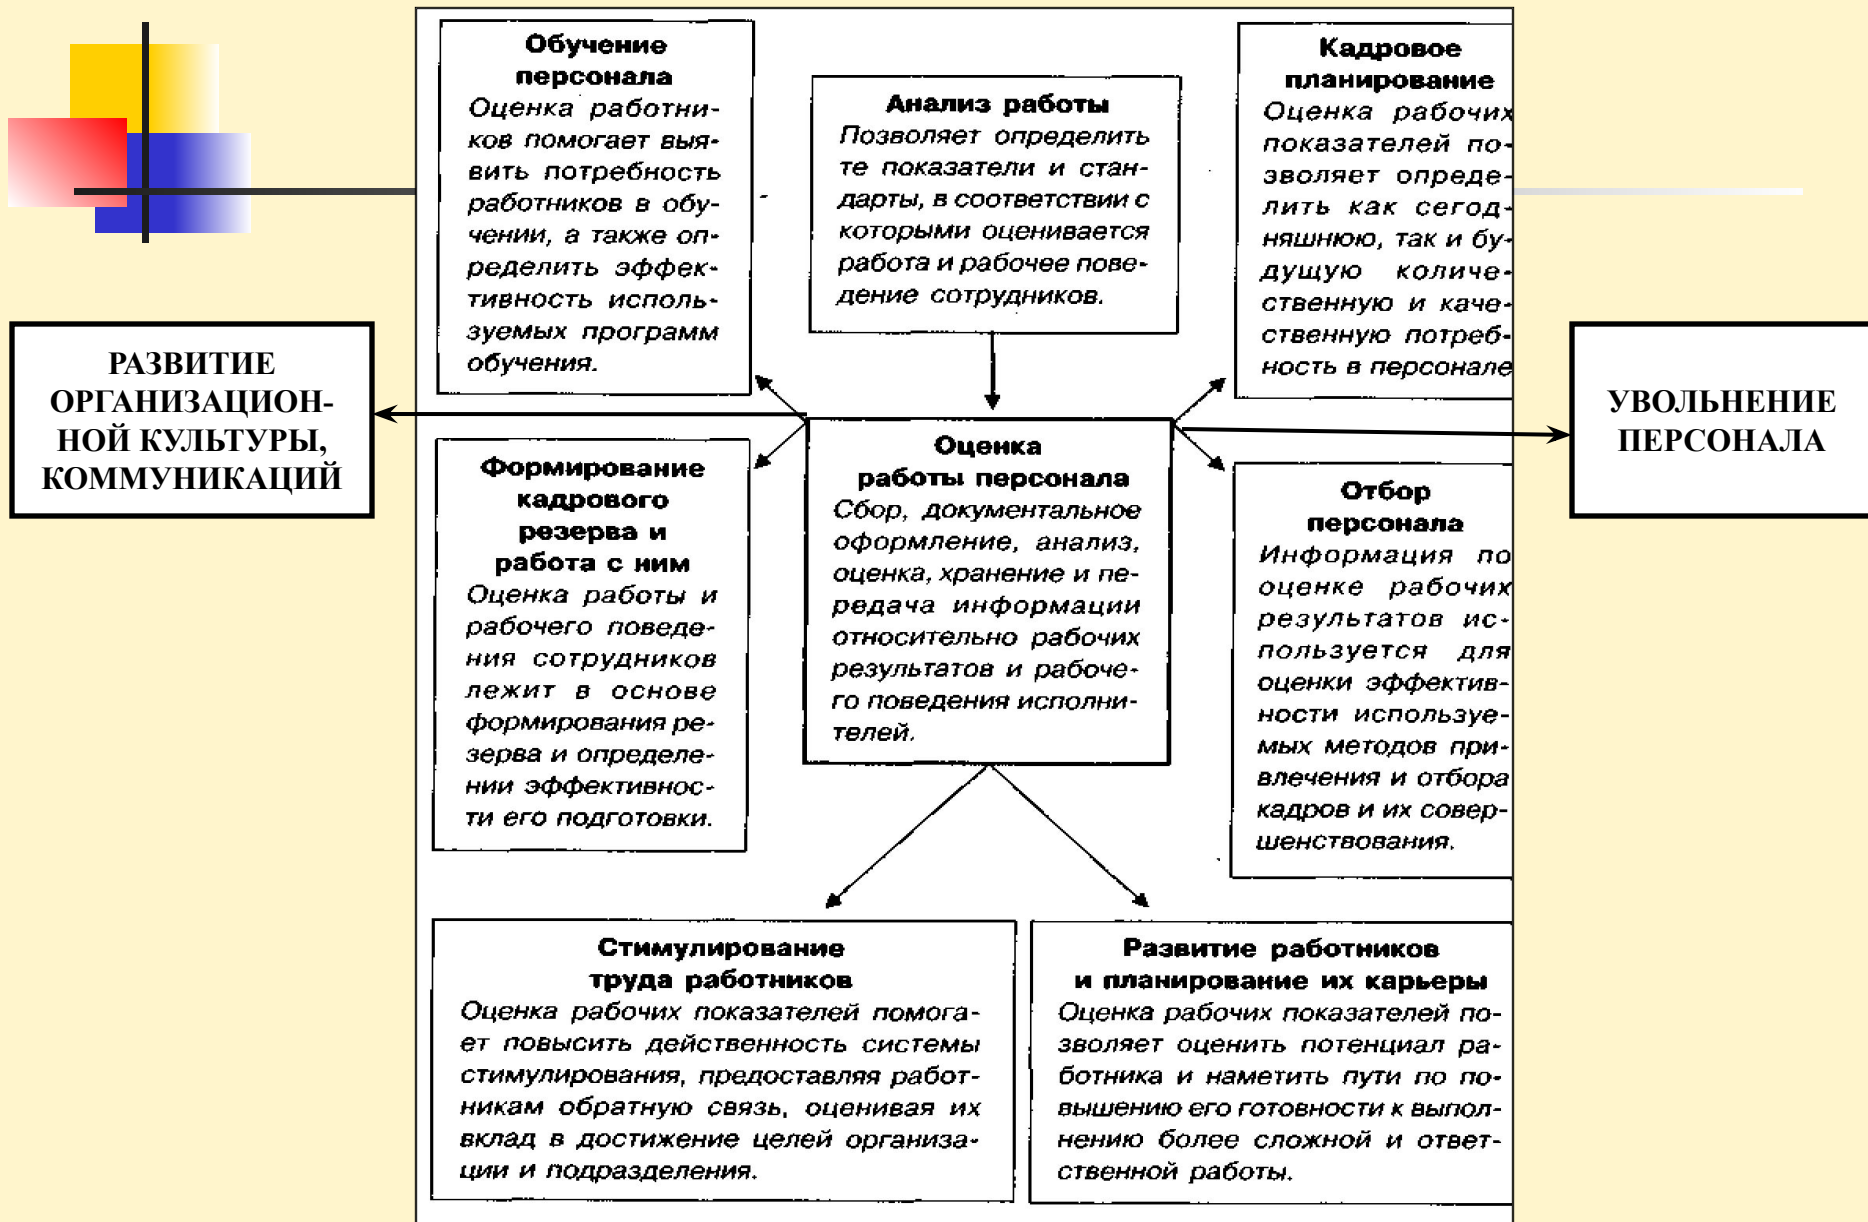 Обучение
персонала
Оценка работни-
ков помогает выя-
вить потребность
работников в обу-
чении, а также оп-
ределить эффек-
тивность исполь-
зуемых программ
обучения.
Анализ работы
Позволяет определить
те показатели и стан-
дарты, в соответствии с
которыми оценивается
работа и рабочее пове-
дение сотрудников.
Кадровое
планирование
Оценка рабочих
показателей по-
зволяет опреде-
лить как сегод-
няшнюю, так и бу-
дущую количе-
ственную и каче-
ственную потреб-
ность в персонале
РАЗВИТИЕ
ОРГАНИЗАЦИОН-
НОЙ КУЛЬТУРЫ,
КОММУНИКАЦИЙ
УВОЛЬНЕНИЕ
ПЕРСОНАЛА
Формирование
кадрового
резерва и
работа с ним
Оценка работы и
рабочего поведе-
ния сотрудников
лежит в основе
формирования ре-
зерва и определе-
нии эффективнос-
ти его подготовки.
Оценка
работы персонала
Сбор, документальное
оформление, анализ,
оценка, хранение и пе-
редача информации
относительно рабочих
результатов и рабоче-
го поведения исполни-
телей.
Отбор
персонала
Информация по
оценке рабочих
результатов ис-
пользуется для
оценки эффектив-
ности используе-
мых методов при-
влечения и отбора
кадров и их совер-
шенствования.
Стимулирование
труда работников
Оценка рабочих показателей помога-
ет повысить действенность системы
стимулирования, предоставляя работ-
никам обратную связь, оценивая их
вклад в достижение целей организа-
ции и подразделения.
Развитие работников
и планирование их карьеры
Оценка рабочих показателей по-
зволяет оценить потенциал ра-
ботника и наметить пути по по-
вышению его готовности к выпол-
нению более сложной и ответ-
ственной работы.